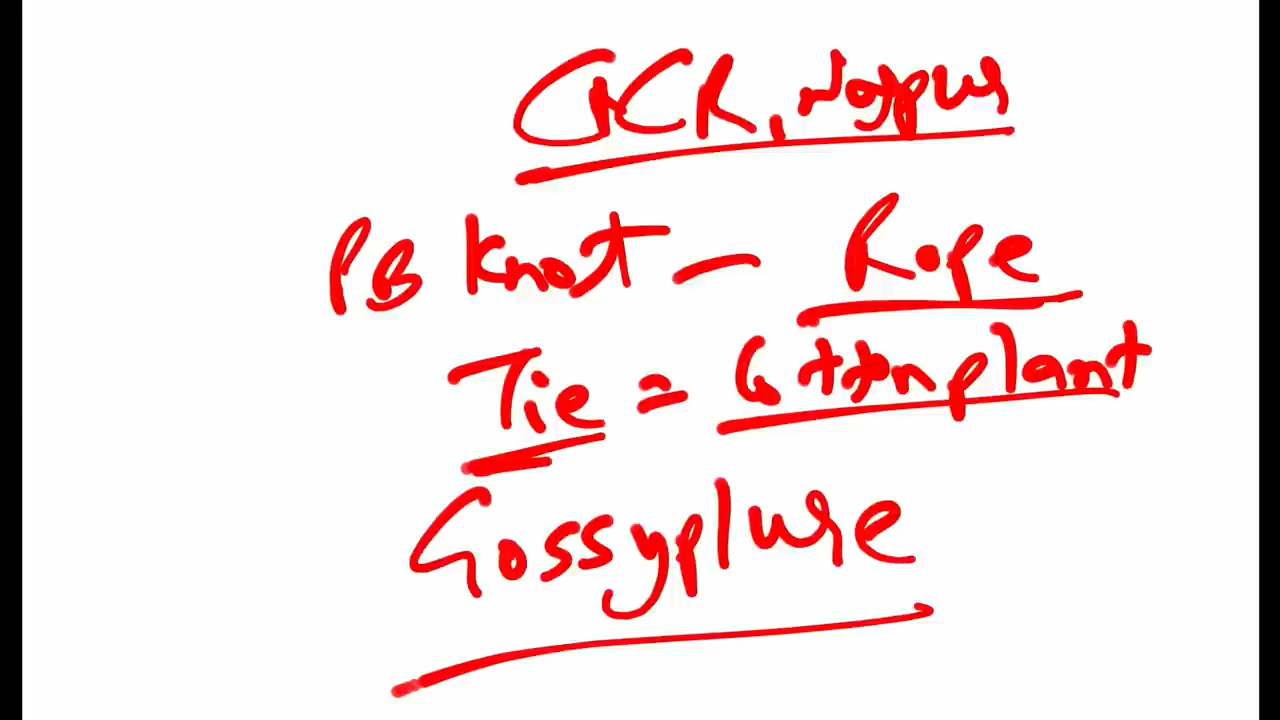 CICR, Nagpur
PB Knot - Rope
Tie = Cotton plant
Gossyplure